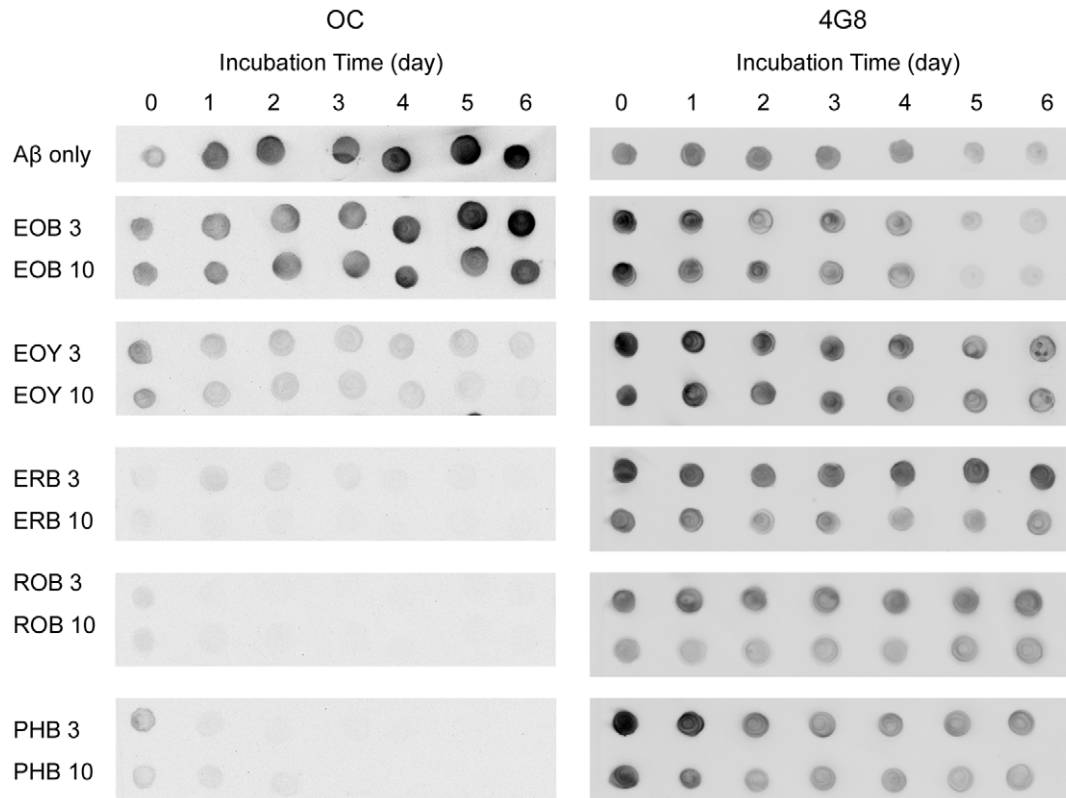 OC 4G8
Incubation Time (day) Incubation Time (day)
0 1 2 3 4 5 6 0 1 2 3 4 5 6
Aβ only
EOB 3
EOB 10
EOY 3
EOY 10
ERB 3
ERB 10
ROB 3
ROB 10
PHB 3
PHB 10